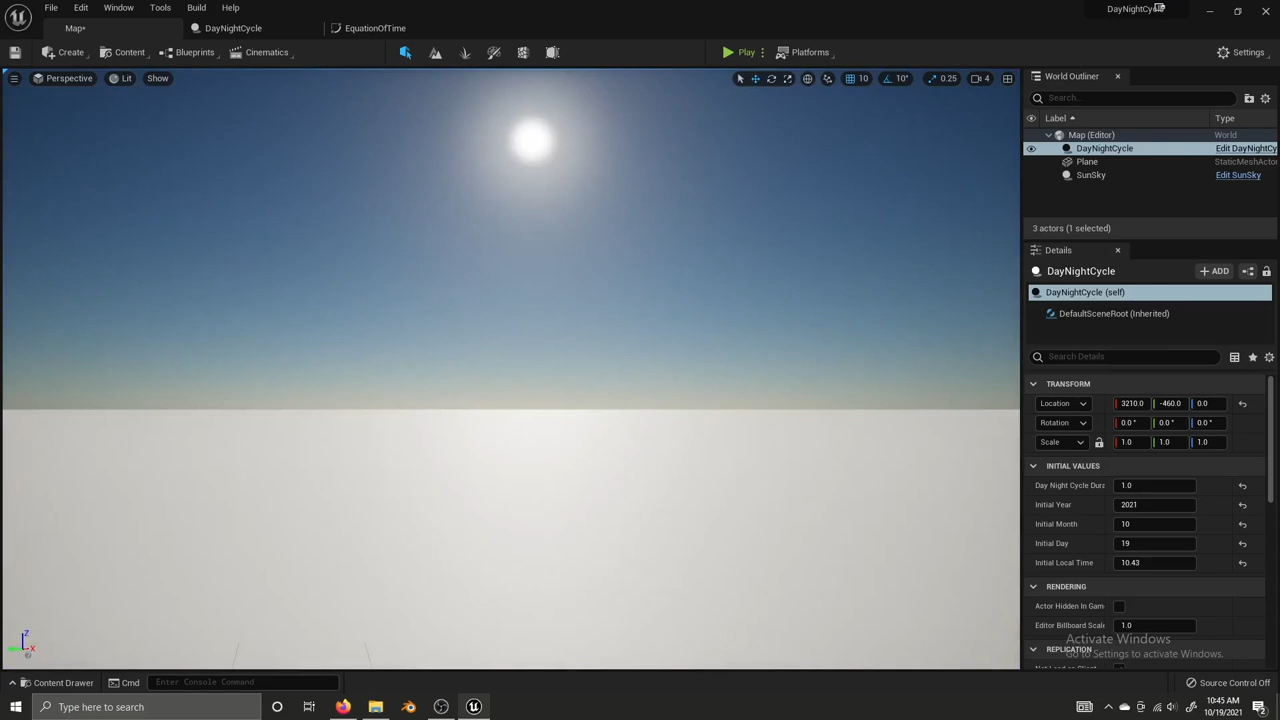 File Edit Window Tools Build Help
DayNightCy
Map* DayNightCycle EquationOfTime
Create Content Blueprints Cinematics Play Platforms Settings
Perspective Lit Show 10 10° 0.25 4
World Outliner
Search...
Label Type
Map (Editor) World
DayNightCycle Edit DayNightCy
Plane StaticMeshActor
SunSky Edit SunSky
3 actors (1 selected)
Details
DayNightCycle + ADD
DayNightCycle (self)
DefaultSceneRoot (Inherited)
Search Details
TRANSFORM
Location 3210.0 -460.0 0.0
Rotation 0.0 ° 0.0 ° 0.0 °
Scale 1.0 1.0 1.0
INITIAL VALUES
Day Night Cycle Dura 1.0
Initial Year 2021
Initial Month 10
Initial Day 19
Initial Local Time 10.43
RENDERING
Actor Hidden In Gam
Editor Billboard Scale 1.0
Activate Windows
REPLICATION
Go to Settings to activate Windows.
Z
X
Content Drawer Cmd Enter Console Command Source Control Off
Type here to search
10:45 AM
10/19/2021
2